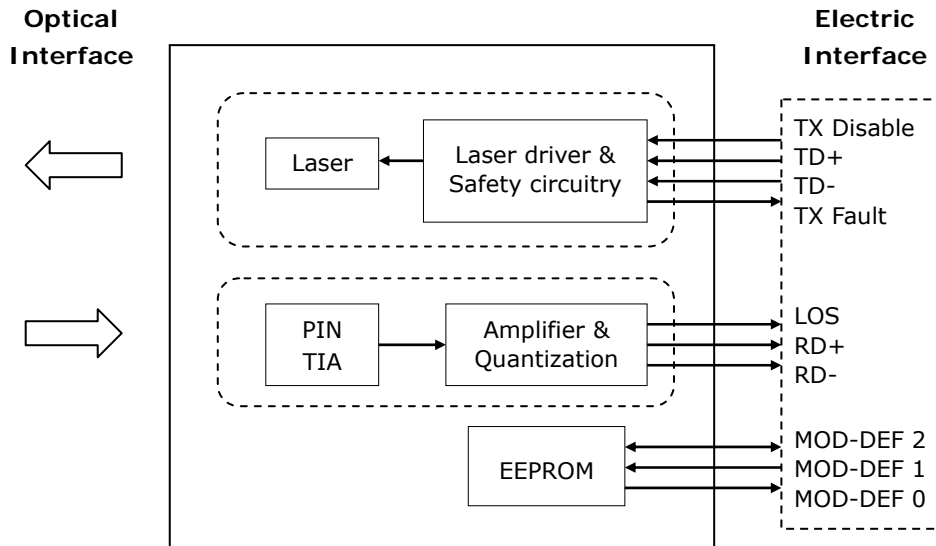 Optical
Interface
Electric
Interface
Laser
Laser driver &
Safety circuitry
TX Disable
TD+
TD-
TX Fault
PIN
TIA
Amplifier &
Quantization
LOS
RD+
RD-
EEPROM
MOD-DEF 2
MOD-DEF 1
MOD-DEF 0